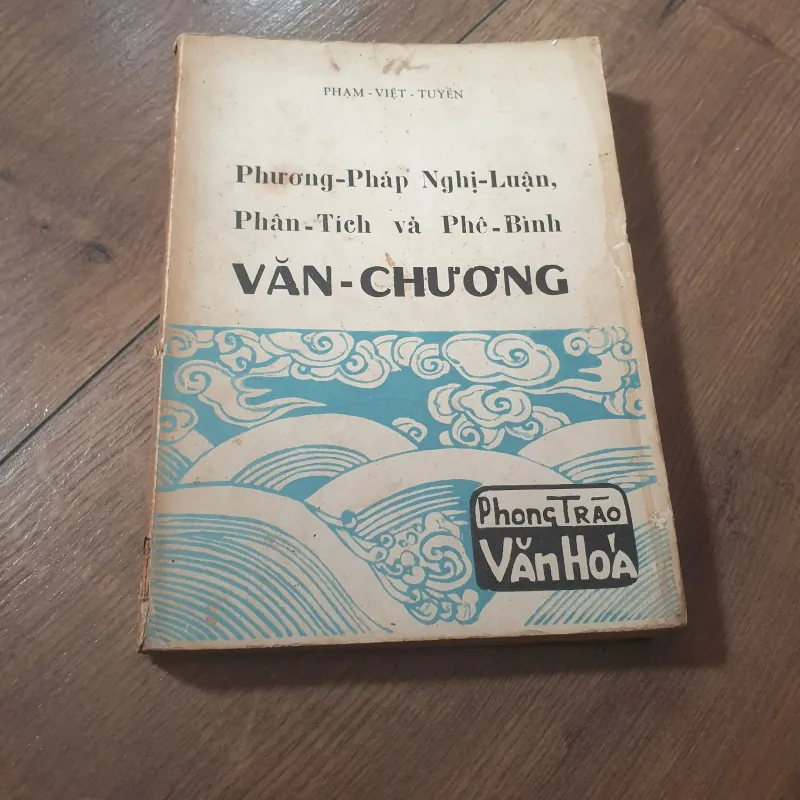 PHẠM - VIỆT - TUYỀN
Phương-Pháp Nghị-Luận,
Phân-Tích và Phê-Bình
VĂN-CHƯƠNG
Phong TRÀO
VĂN HOÁ